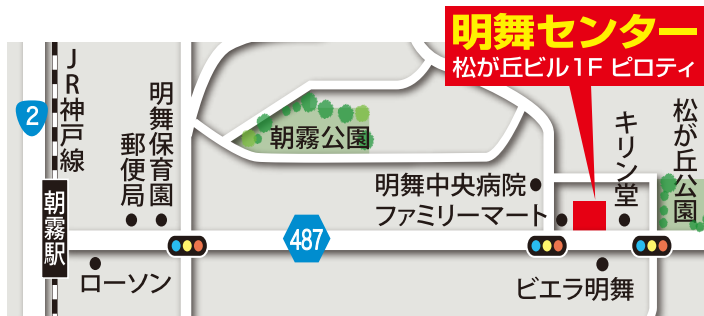 明舞センター
松が丘ビル1F ピロティ
JR神戸線
2
明舞保育園
郵便局
朝霧公園
キリン堂
松が丘公園
明舞中央病院
ファミリーマート
朝霧駅
487
ローソン
ビエラ明舞